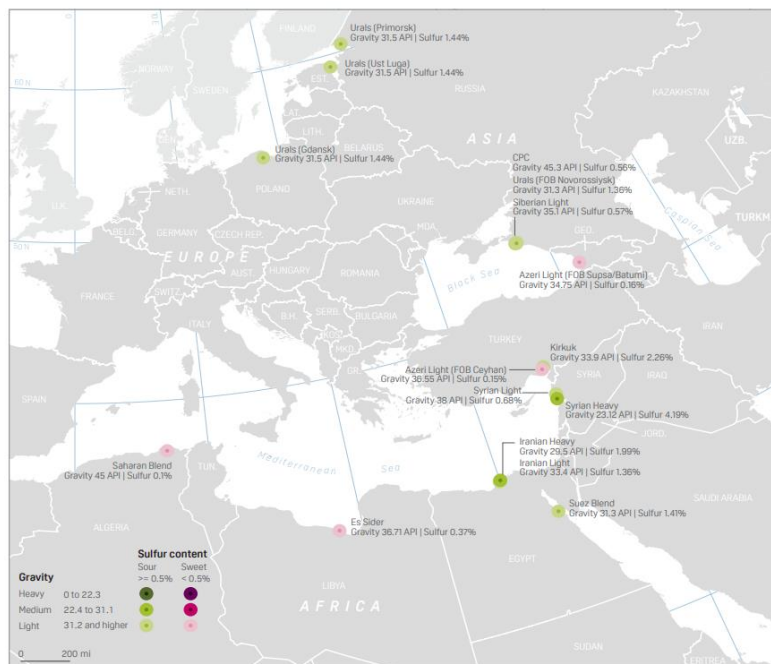 FINLAND
Urals (Primorsk)
Gravity 31.5 API | Sulfur 1.44%
NORWAY
SWEDEN
60 N
EST.
Urals (Ust Luga)
Gravity 31.5 API | Sulfur 1.44%
RUSSIA
KAZAKHSTAN
LAT.
LITH.
ASIA
UZB.
Urals (Gdansk)
Gravity 31.5 API | Sulfur 1.44%
BELARUS
CPC
Gravity 45.3 API | Sulfur 0.56%
Urals (FOB Novorossiysk)
Gravity 31.3 API | Sulfur 1.36%
Siberian Light
Gravity 35.1 API | Sulfur 0.57%
U.K.
NETH.
POLAND
UKRAINE
Caspian Sea
TURKM
BELG.
GERMANY
CZECH REP.
MDA.
GEO.
50 N
EUROPE
FRANCE
SWITZ.
AUST.
HUNGARY
ROMANIA
Black Sea
Azeri Light (FOB Supsa/Batumi)
Gravity 34.75 API | Sulfur 0.16%
ITALY
B.H.
SERB.
BULGARIA
KOS.
MKD.
IRAN
SPAIN
GR.
TURKEY
Kirkuk
Gravity 33.9 API | Sulfur 2.26%
Azeri Light (FOB Ceyhan)
Gravity 36.55 API | Sulfur 0.15%
SYRIA
IRAQ
Syrian Light
Gravity 38 API | Sulfur 0.68%
Syrian Heavy
Gravity 23.12 API | Sulfur 4.19%
JORD.
Iranian Heavy
Gravity 29.5 API | Sulfur 1.99%
Iranian Light
Gravity 33.4 API | Sulfur 1.36%
Saharan Blend
Gravity 45 API | Sulfur 0.1%
TUN.
Mediterranean Sea
SAUDI ARABIA
ALGERIA
Es Sider
Gravity 36.71 API | Sulfur 0.37%
Suez Blend
Gravity 31.3 API | Sulfur 1.41%
EGYPT
LIBYA
AFRICA
SUDAN
ERITREA
Sulfur content
Gravity
Sour
>= 0.5%
Sweet
< 0.5%
Heavy 0 to 22.3
Medium 22.4 to 31.1
Light 31.2 and higher
0 200 mi